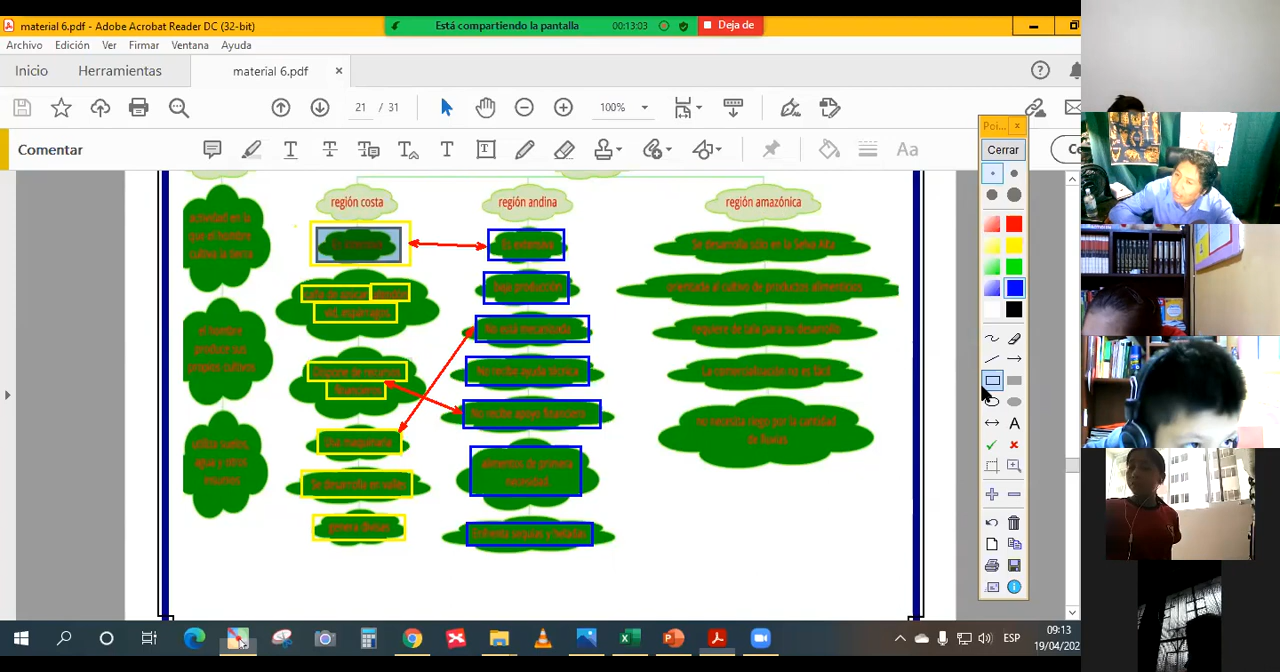 material 6.pdf - Adobe Acrobat Reader DC (32-bit)
Está compartiendo la pantalla
00:13:03
Deja de
Archivo Edición Ver Firmar Ventana Ayuda
Inicio Herramientas material 6.pdf
21 / 31
100%
Comentar
Cerrar
región costa
región andina
región amazónica
actividad en la
que el hombre
cultiva la tierra
el hombre
produce sus
propios cultivos
utiliza suelos,
agua y otros
insumos
caña de azúcar
vid, espárragos
Dispone de recursos
financieros
Usa maquinaria
Se desarrolla en valles
genera divisas
Es extensiva
baja producción
No está mecanizada
No recibe ayuda técnica
No recibe apoyo financiero
alimentos de primera
necesidad
Enfrenta sequías y heladas
Se desarrolla sólo en la Selva Alta
orientada al cultivo de productos alimenticios
requiere de tala para su desarrollo
La comercialización no es fácil
no necesita riego por la cantidad
de lluvias
ESP
09:13
19/04/202